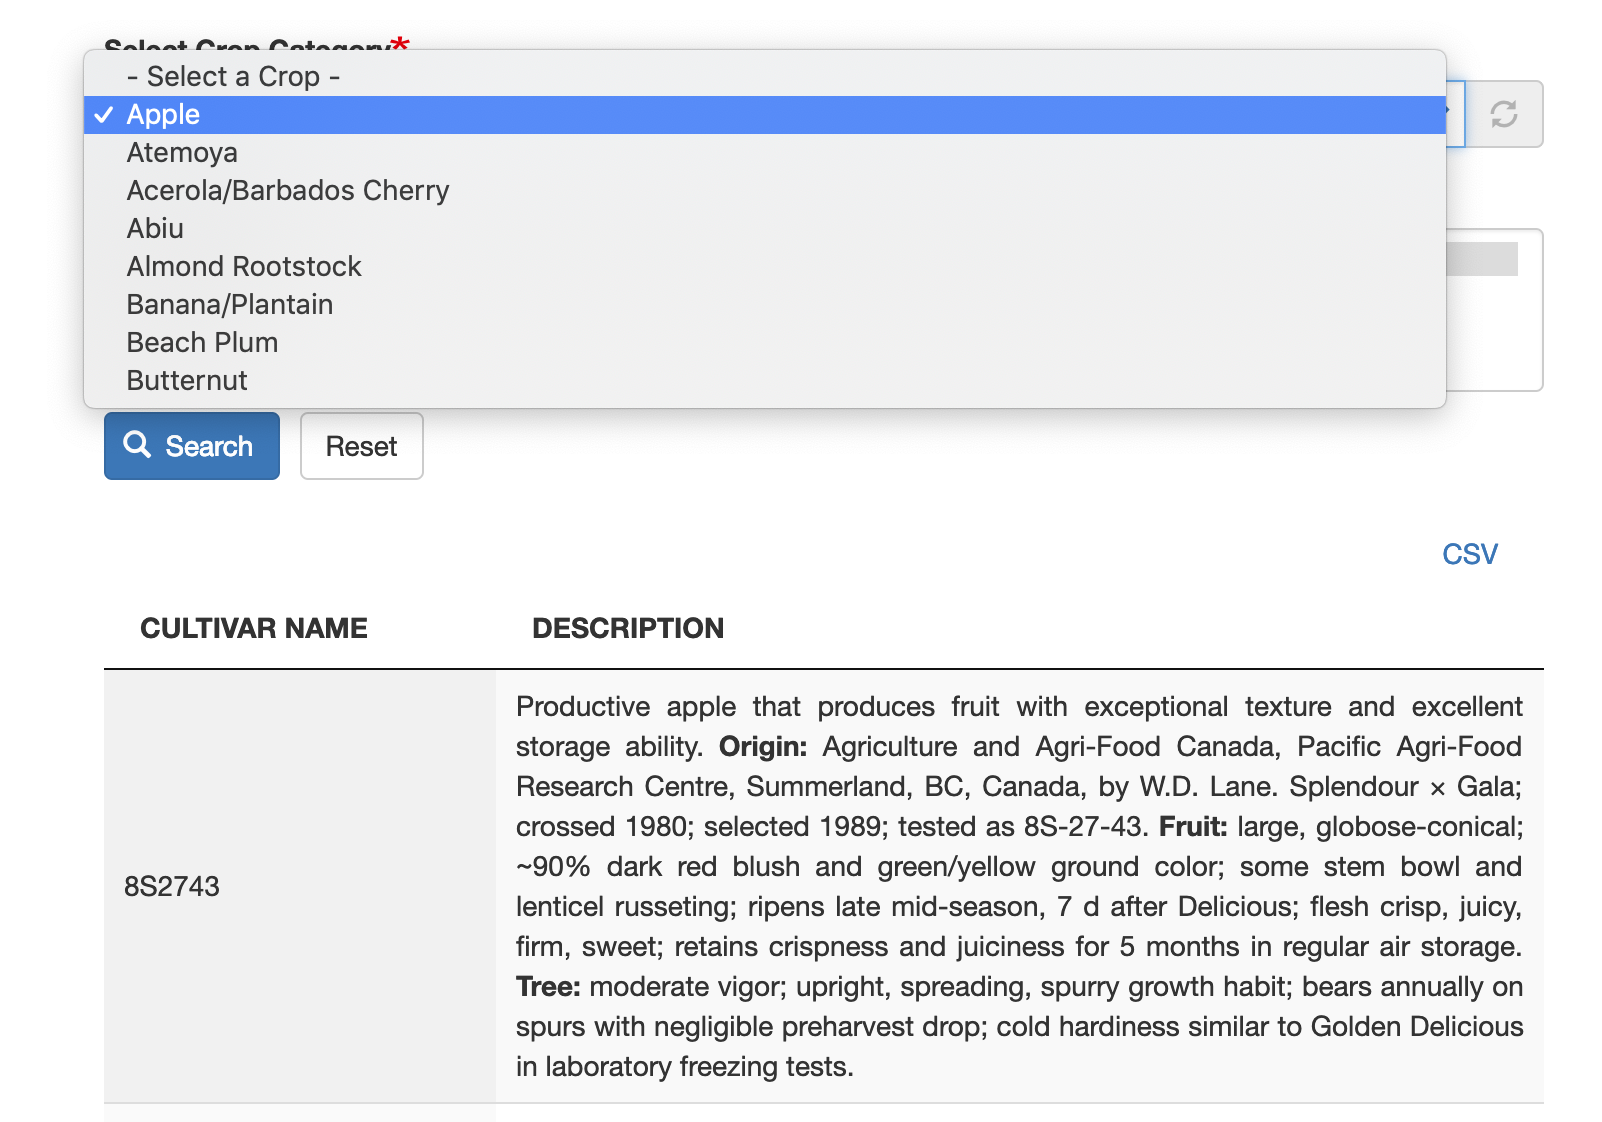 Select Crop Category*
- Select a Crop -
✓ Apple
Atemoya
Acerola/Barbados Cherry
Abiu
Almond Rootstock
Banana/Plantain
Beach Plum
Butternut
Search Reset
CSV
CULTIVAR NAME DESCRIPTION
Productive apple that produces fruit with exceptional texture and excellent
storage ability. Origin: Agriculture and Agri-Food Canada, Pacific Agri-Food
Research Centre, Summerland, BC, Canada, by W.D. Lane. Splendour × Gala;
crossed 1980; selected 1989; tested as 8S-27-43. Fruit: large, globose-conical;
~90% dark red blush and green/yellow ground color; some stem bowl and
8S2743
lenticel russeting; ripens late mid-season, 7 d after Delicious; flesh crisp, juicy,
firm, sweet; retains crispness and juiciness for 5 months in regular air storage.
Tree: moderate vigor; upright, spreading, spurry growth habit; bears annually on
spurs with negligible preharvest drop; cold hardiness similar to Golden Delicious
in laboratory freezing tests.